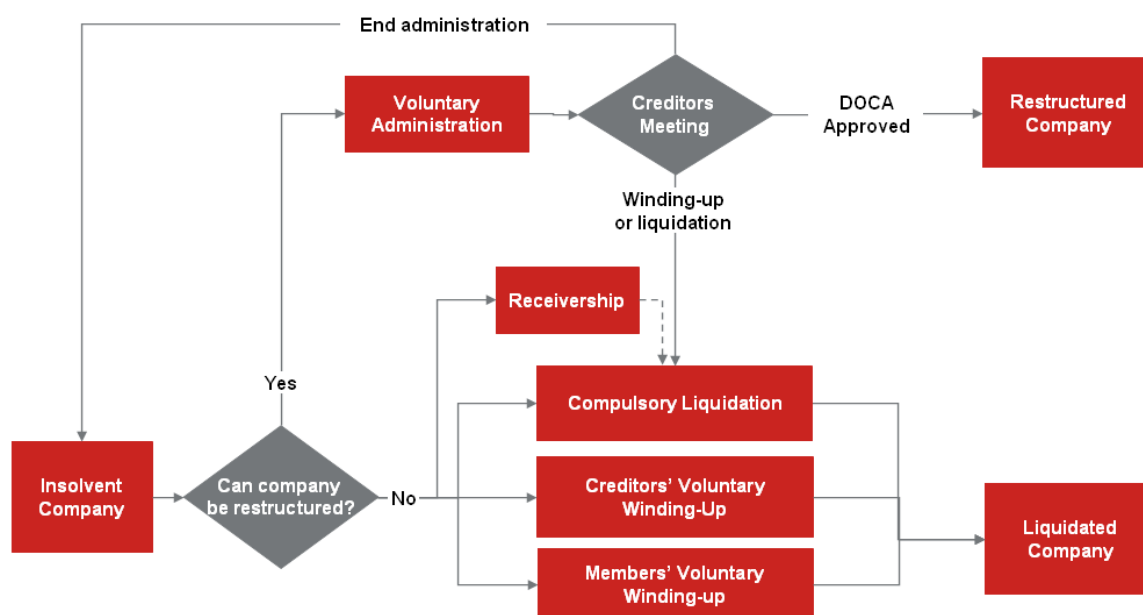 End administration
Voluntary
Administration
Creditors
Meeting
DOCA
Approved
Restructured
Company
Winding-up
or liquidation
Receivership
Yes
Compulsory Liquidation
Insolvent
Company
Can company
be restructured?
No
Creditors' Voluntary
Winding-Up
Liquidated
Company
Members' Voluntary
Winding-up